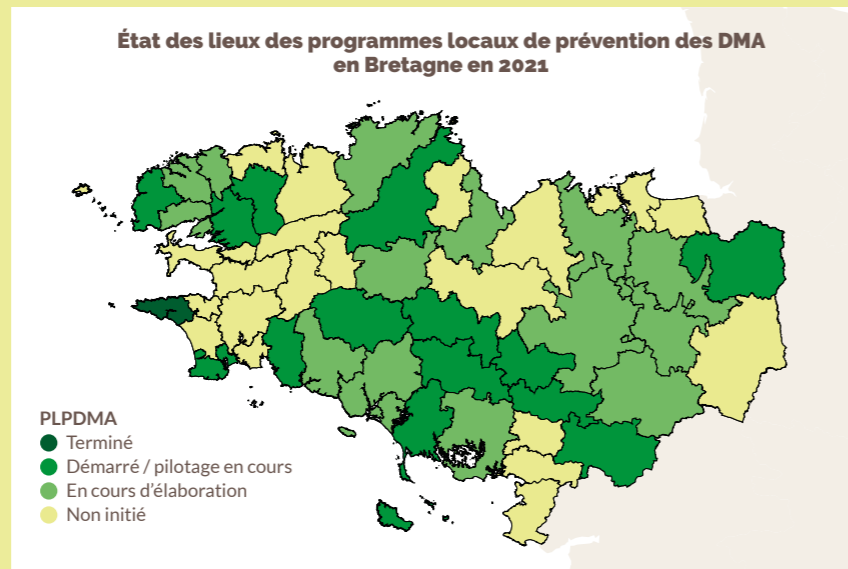 État des lieux des programmes locaux de prévention des DMA
en Bretagne en 2021
PLPDMA
Terminé
Démarré / pilotage en cours
En cours d'élaboration
Non initié